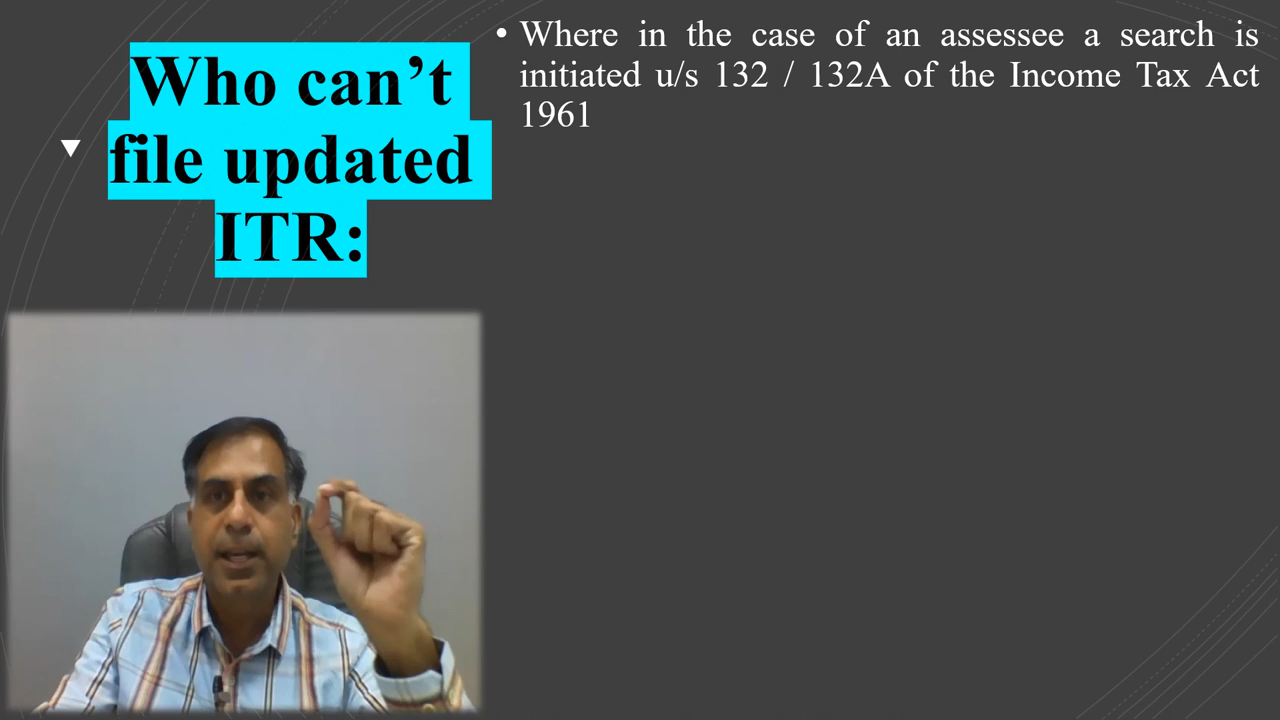 Who can’t
file updated
ITR:
• Where in the case of an assessee a search is
initiated u/s 132 / 132A of the Income Tax Act
1961